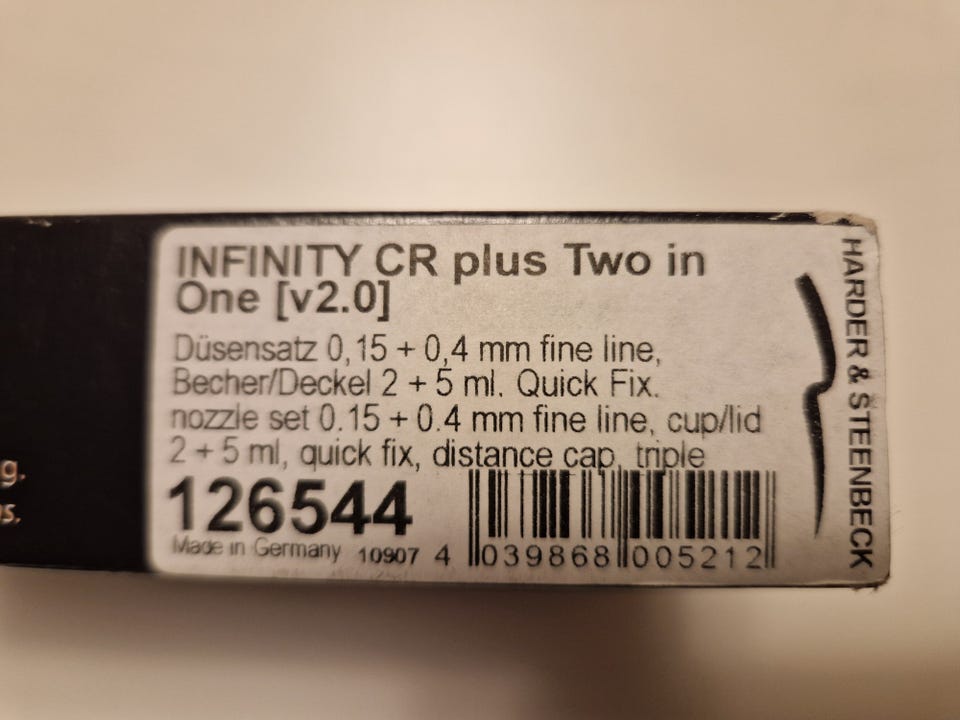 INFINITY CR plus Two in
One [v2.0]
Düsensatz 0,15 + 0,4 mm fine line,
Becher/Deckel 2 + 5 ml. Quick Fix.
nozzle set 0.15 + 0.4 mm fine line, cup/lid
2 + 5 ml, quick fix, distance cap, triple
126544
Made in Germany 10907 4 039868 005212
HARDER & STEENBECK
g.
s.